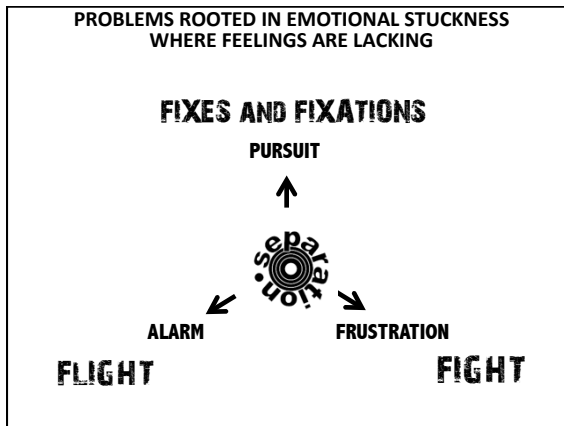 PROBLEMS ROOTED IN EMOTIONAL STUCKNESS
WHERE FEELINGS ARE LACKING
FIXES AND FIXATIONS
PURSUIT
separation
ALARM
FRUSTRATION
FLIGHT
FIGHT